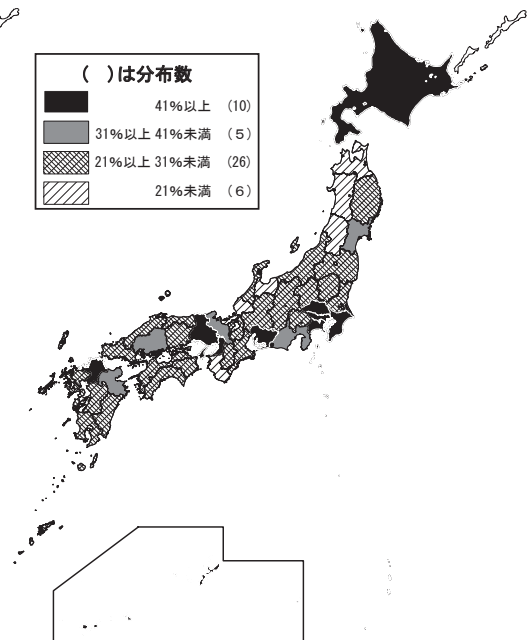 (　)は分布数
41%以上 (10)
31%以上 41%未満 (5)
21%以上 31%未満 (26)
21%未満 (6)